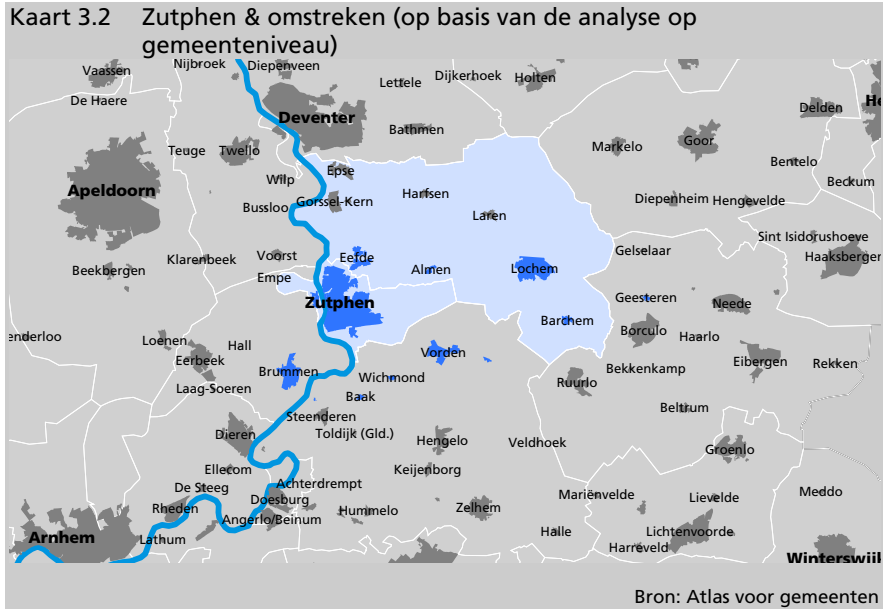 Kaart 3.2 Zutphen & omstreken (op basis van de analyse op
gemeenteniveau)
Nijbroek Diepenveen
Vaassen Lettele Dijkerhoek Holten
De Haere Delden He
Deventer
Bathmen
Teuge Twello Markelo Goor
Bentelo
Apeldoorn Wilp Epse Beckum
Bussloo Gorssel-Kern Harfsen Diepenheim Hengevelde
Laren
Sint Isidorushoeve
Klarenbeek Voorst Eefde Gelselaar Haaksbergen
Beekbergen Empe Almen Lochem
Zutphen Geesteren Neede
Barchem
enderloo Loenen Hall Borculo Haarlo
Eerbeek Vorden Eibergen Rekken
Brummen Wichmond Bekkenkamp
Laag-Soeren Baak Ruurlo
Steenderen Beltrum
Dieren Toldijk (Gld.) Hengelo Veldhoek
Groenlo
Ellecom Keijenborg
De Steeg Achterdrempt Mariënvelde Lievelde Meddo
Rheden Doesburg
Angerlo/Beinum Hummelo Zelhem
Arnhem Lathum Halle Lichtenvoorde
Harreveld
Winterswijk
Bron: Atlas voor gemeenten